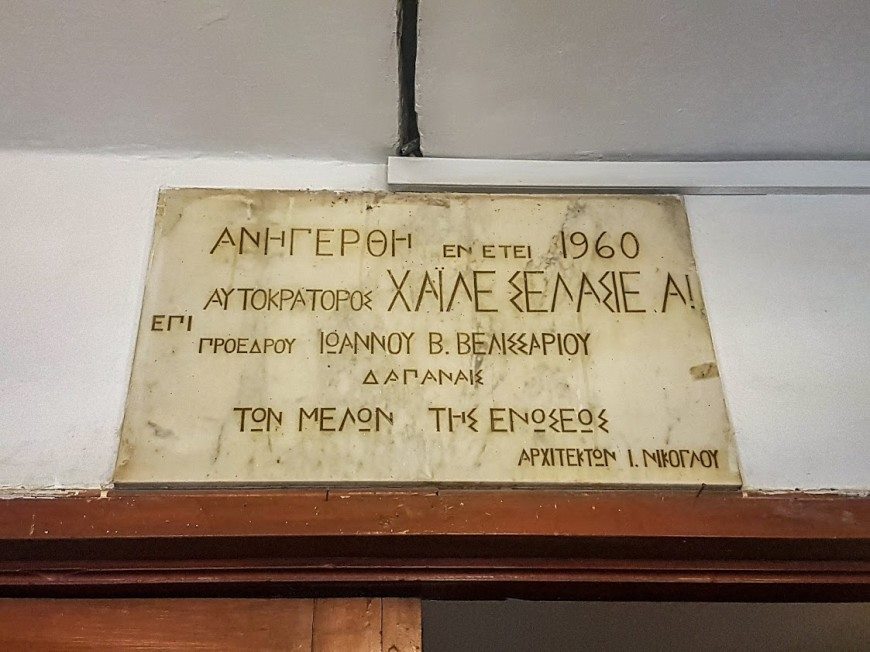 ΑΝΗΓΕΡΘΗ ΕΝ ΕΤΕΙ 1960
ΑΥΤΟΚΡΑΤΟΡΟΣ ΧΑΪΛΕ ΣΕΛΑΣΙΕ Α!
ΕΠΙ
ΠΡΟΕΔΡΟΥ ΙΩΑΝΝΟΥ Β. ΒΕΛΙΣΣΑΡΙΟΥ
ΔΑΠΑΝΑΙΣ
ΤΩΝ ΜΕΛΩΝ ΤΗΣ ΕΝΩΣΕΩΣ
ΑΡΧΙΤΕΚΤΩΝ Ι. ΝΙΚΟΓΛΟΥ